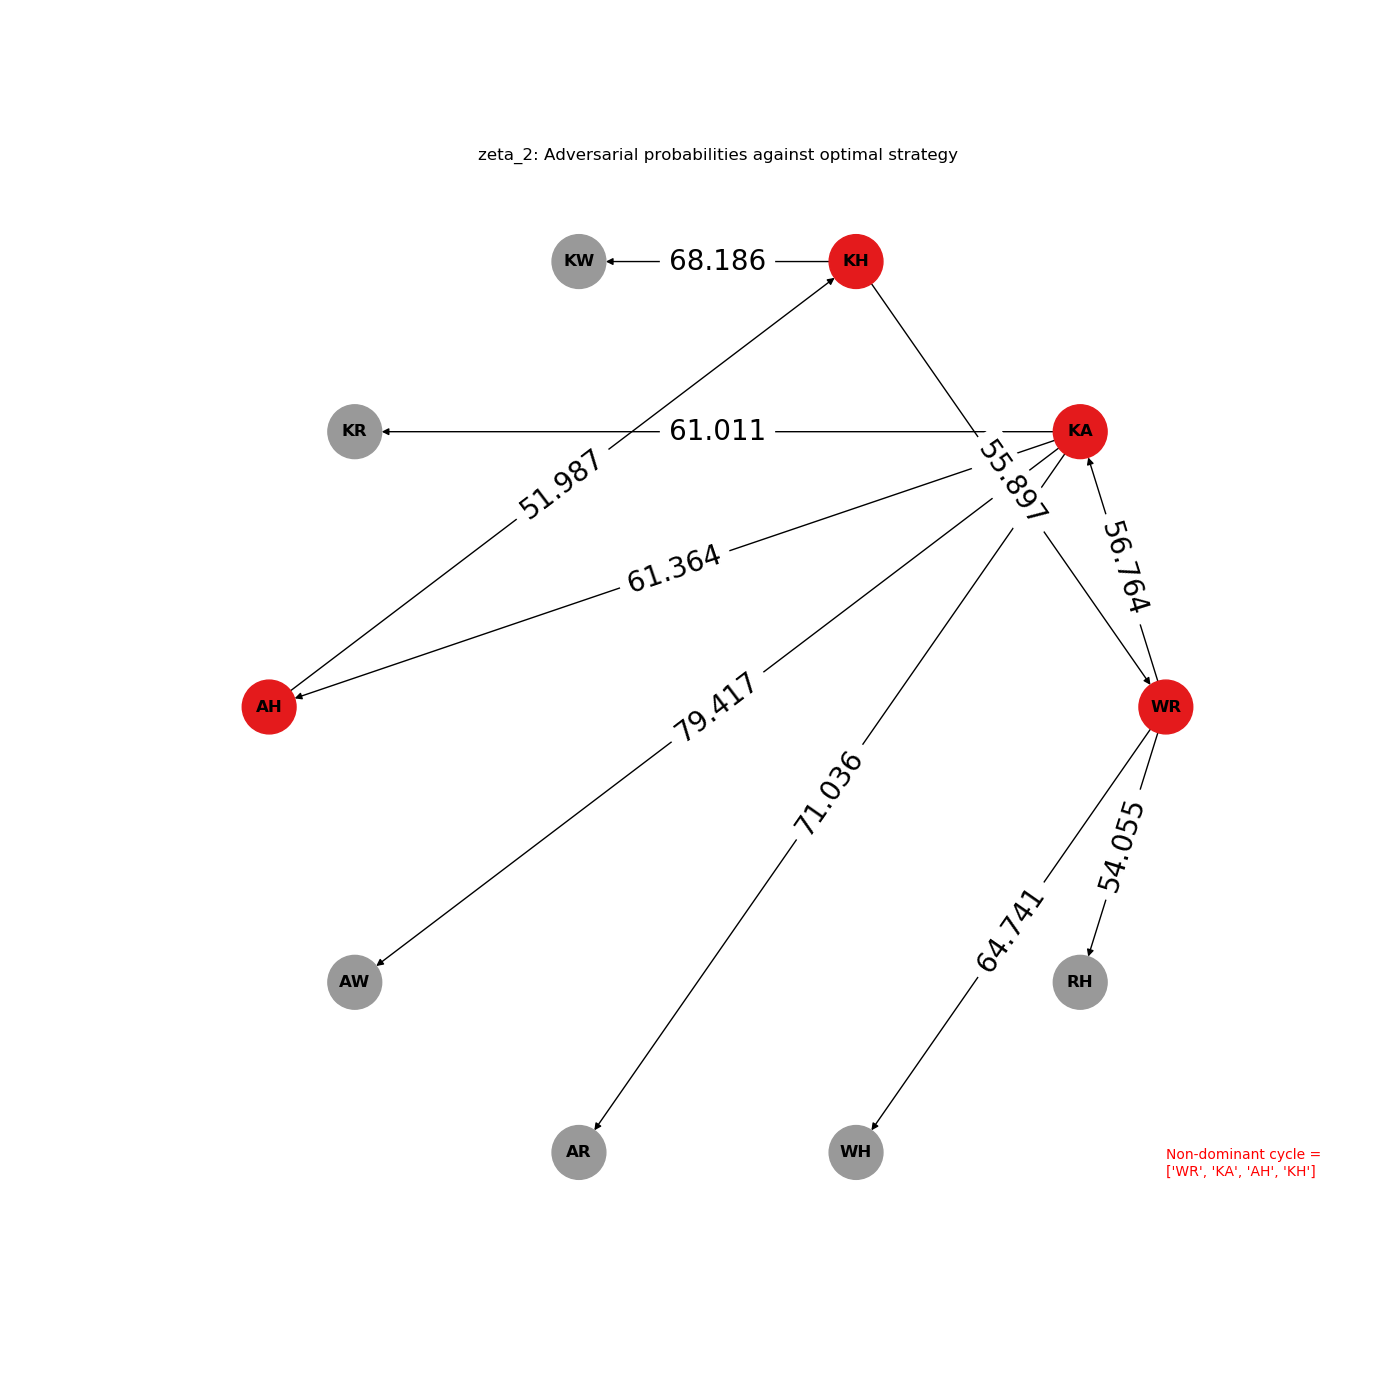 zeta_2: Adversarial probabilities against optimal strategy
KW
68.186
KH
KR
61.011
KA
55.897
51.987
61.364
56.764
AH
79.417
WR
71.036
54.055
64.741
AW
RH
AR
WH
Non-dominant cycle =
['WR', 'KA', 'AH', 'KH']